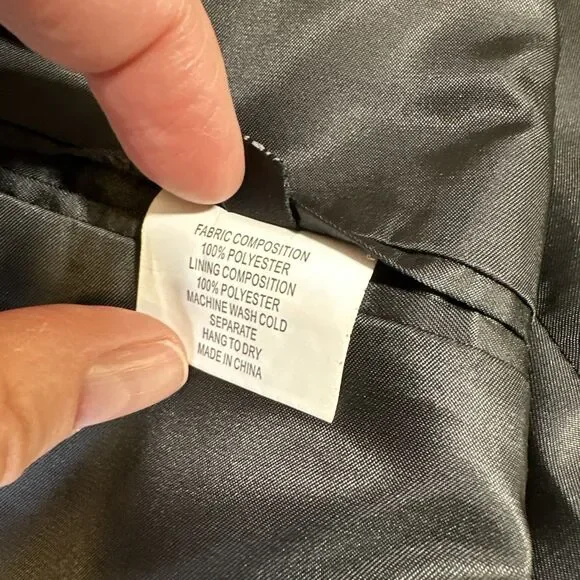 FABRIC COMPOSITION
100% POLYESTER
LINING COMPOSITION
100% POLYESTER
MACHINE WASH COLD
SEPARATE
HANG TO DRY
MADE IN CHINA